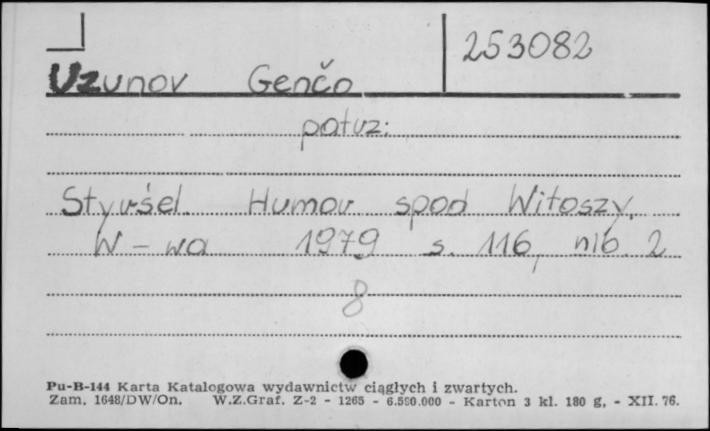 253082
Uzunov Genčo
patrz:
Styršel. Humor spod Witoszy.
W-wa 1979 s. 116, nlb. 2
8
Pu-B-144 Karta Katalogowa wydawnictw ciągłych i zwartych.
Zam. 1648/DW/On. W.Z.Graf. Z-2 - 1265 - 6.500.000 - Karton 3 kl. 180 g, - XII. 76.